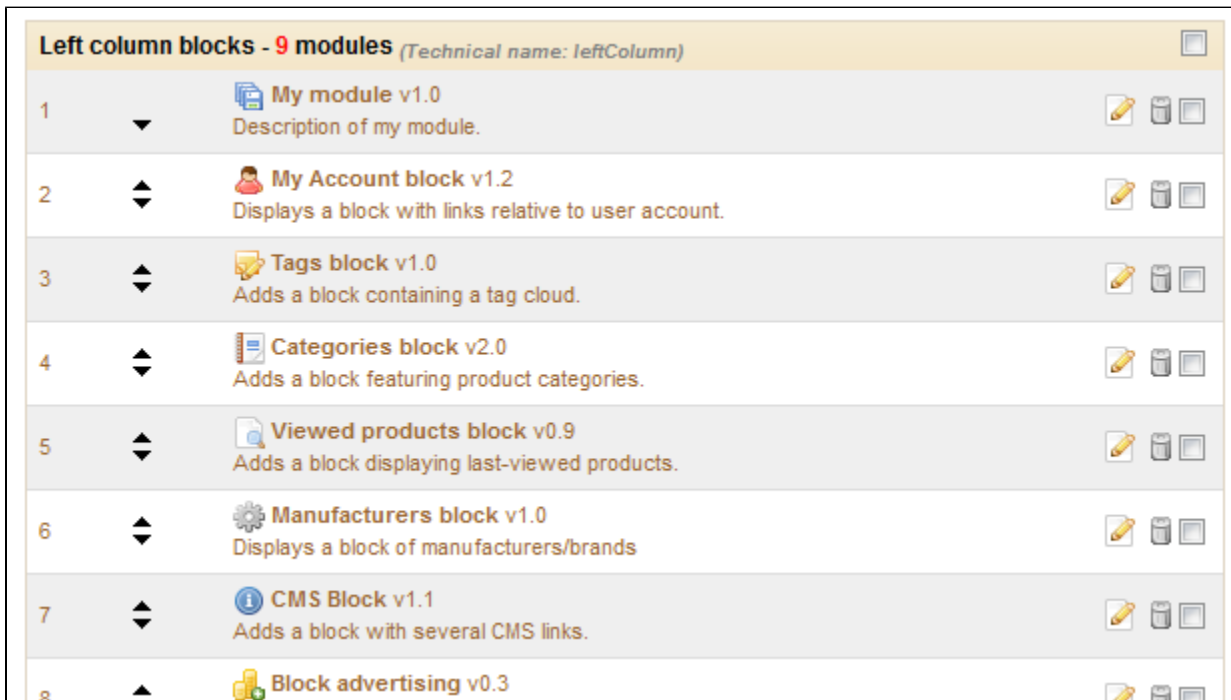 Left column blocks - 9 modules (Technical name: leftColumn)
1
My module v1.0
Description of my module.
2
My Account block v1.2
Displays a block with links relative to user account.
3
Tags block v1.0
Adds a block containing a tag cloud.
4
Categories block v2.0
Adds a block featuring product categories.
5
Viewed products block v0.9
Adds a block displaying last-viewed products.
6
Manufacturers block v1.0
Displays a block of manufacturers/brands
7
CMS Block v1.1
Adds a block with several CMS links.
8
Block advertising v0.3